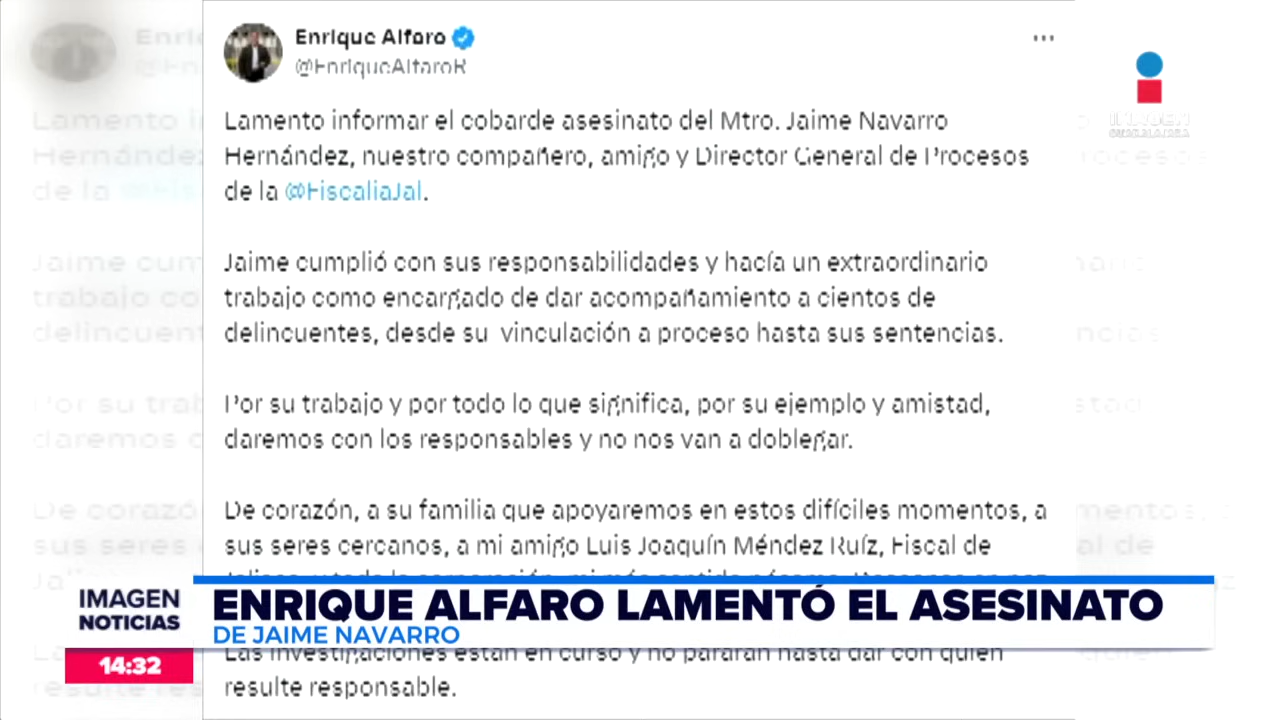 Enrique Alfaro
@EnriqueAlfaroR
...
Lamento informar el cobarde asesinato del Mtro. Jaime Navarro
Hernández, nuestro compañero, amigo y Director General de Procesos
de la @FiscaliaJal.
Jaime cumplió con sus responsabilidades y hacía un extraordinario
trabajo como encargado de dar acompañamiento a cientos de
delincuentes, desde su vinculación a proceso hasta sus sentencias.
Por su trabajo y por todo lo que significa, por su ejemplo y amistad,
daremos con los responsables y no nos van a doblegar.
De corazón, a su familia que apoyaremos en estos difíciles momentos, a
sus seres cercanos, a mi amigo Luis Joaquín Méndez Ruíz, Fiscal de
Las investigaciones están en curso y no pararán hasta dar con quien
resulte responsable.
IMAGEN
NOTICIAS
14:32
ENRIQUE ALFARO LAMENTÓ EL ASESINATO
DE JAIME NAVARRO